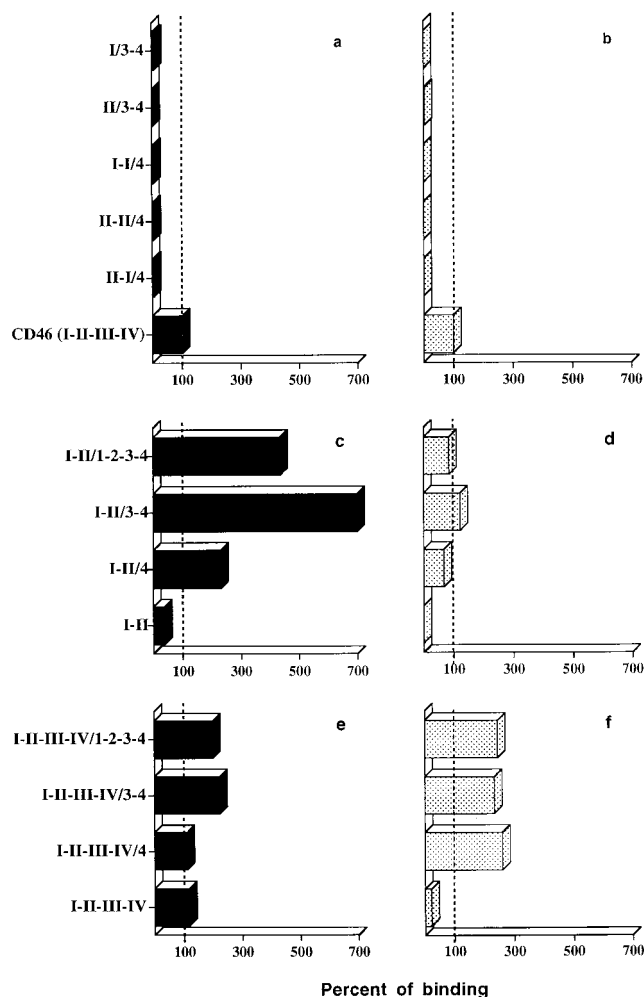 a
b
I/3-4
II/3-4
I-I/4
II-II/4
II-I/4
CD46 (I-II-III-IV)
100 300 500 700
100 300 500 700
c
d
I-II/1-2-3-4
I-II/3-4
I-II/4
I-II
100 300 500 700
100 300 500 700
e
f
I-II-III-IV/1-2-3-4
I-II-III-IV/3-4
I-II-III-IV/4
I-II-III-IV
100 300 500 700
100 300 500 700
Percent of binding